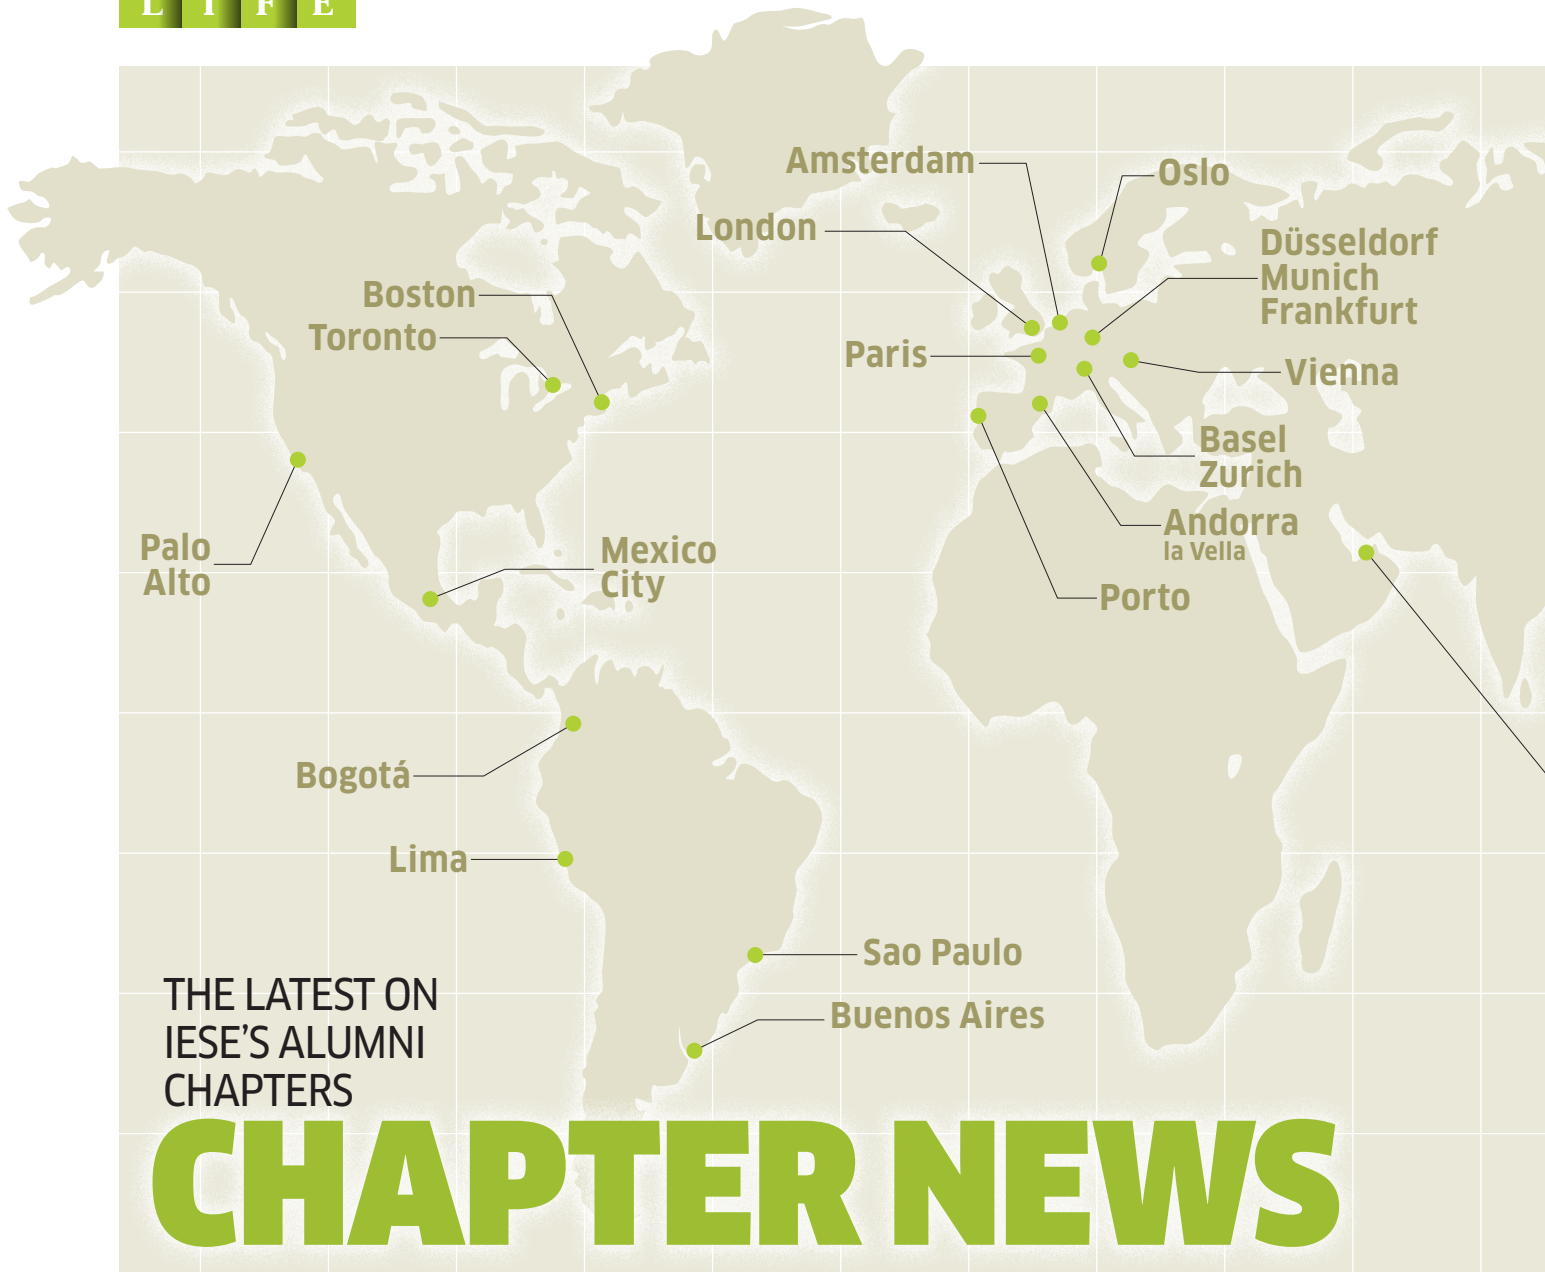 LIFE
Amsterdam
Oslo
London
Düsseldorf
Munich
Frankfurt
Boston
Toronto
Paris
Vienna
Basel
Zurich
Andorra
la Vella
Palo
Alto
Mexico
City
Porto
Bogotá
Lima
Sao Paulo
Buenos Aires
THE LATEST ON
IESE’S ALUMNI
CHAPTERS
CHAPTER NEWS